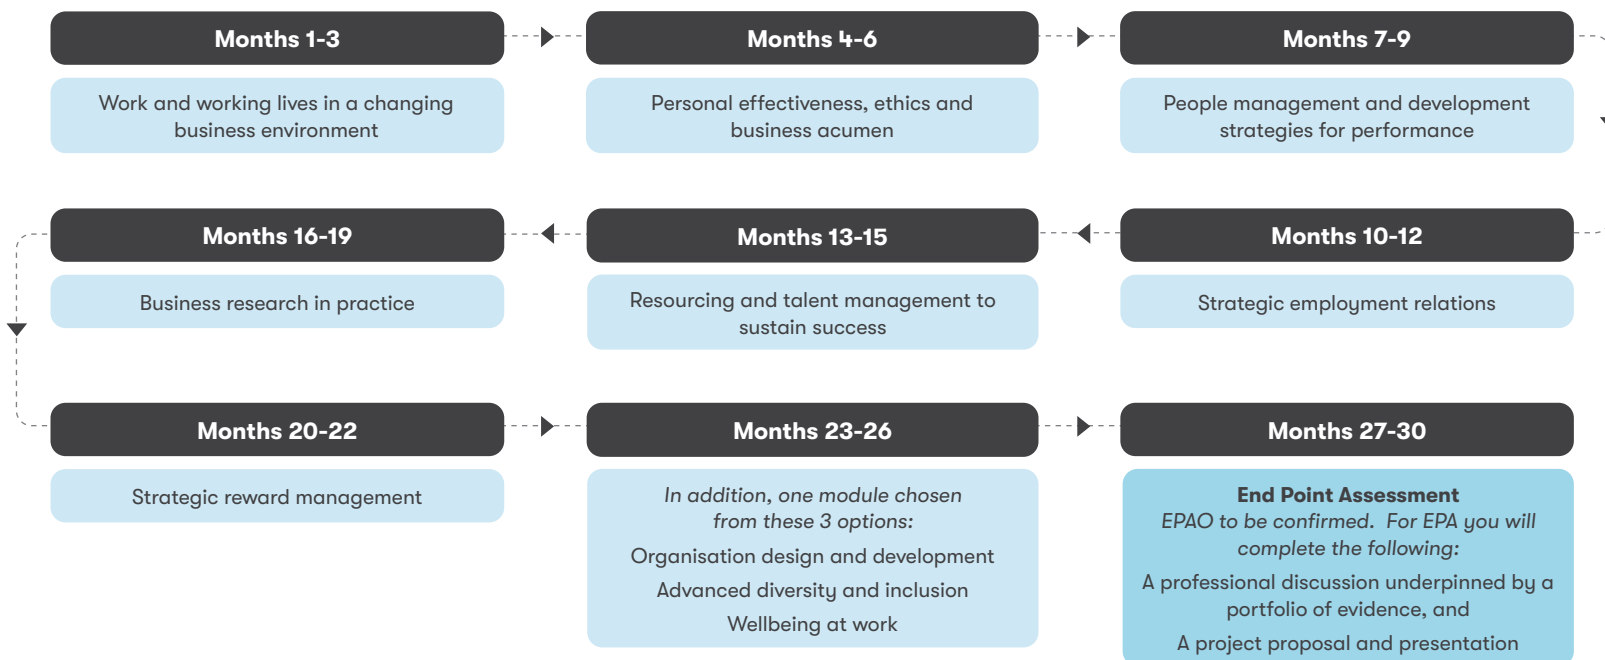 Months 1-3
Work and working lives in a changing
business environment
Months 4-6
Personal effectiveness, ethics and
business acumen
Months 7-9
People management and development
strategies for performance
Months 10-12
Strategic employment relations
Months 13-15
Resourcing and talent management to
sustain success
Months 16-19
Business research in practice
Months 20-22
Strategic reward management
Months 23-26
In addition, one module chosen
from these 3 options:
Organisation design and development
Advanced diversity and inclusion
Wellbeing at work
Months 27-30
End Point Assessment
EPAO to be confirmed. For EPA you will
complete the following:
A professional discussion underpinned by a
portfolio of evidence, and
A project proposal and presentation